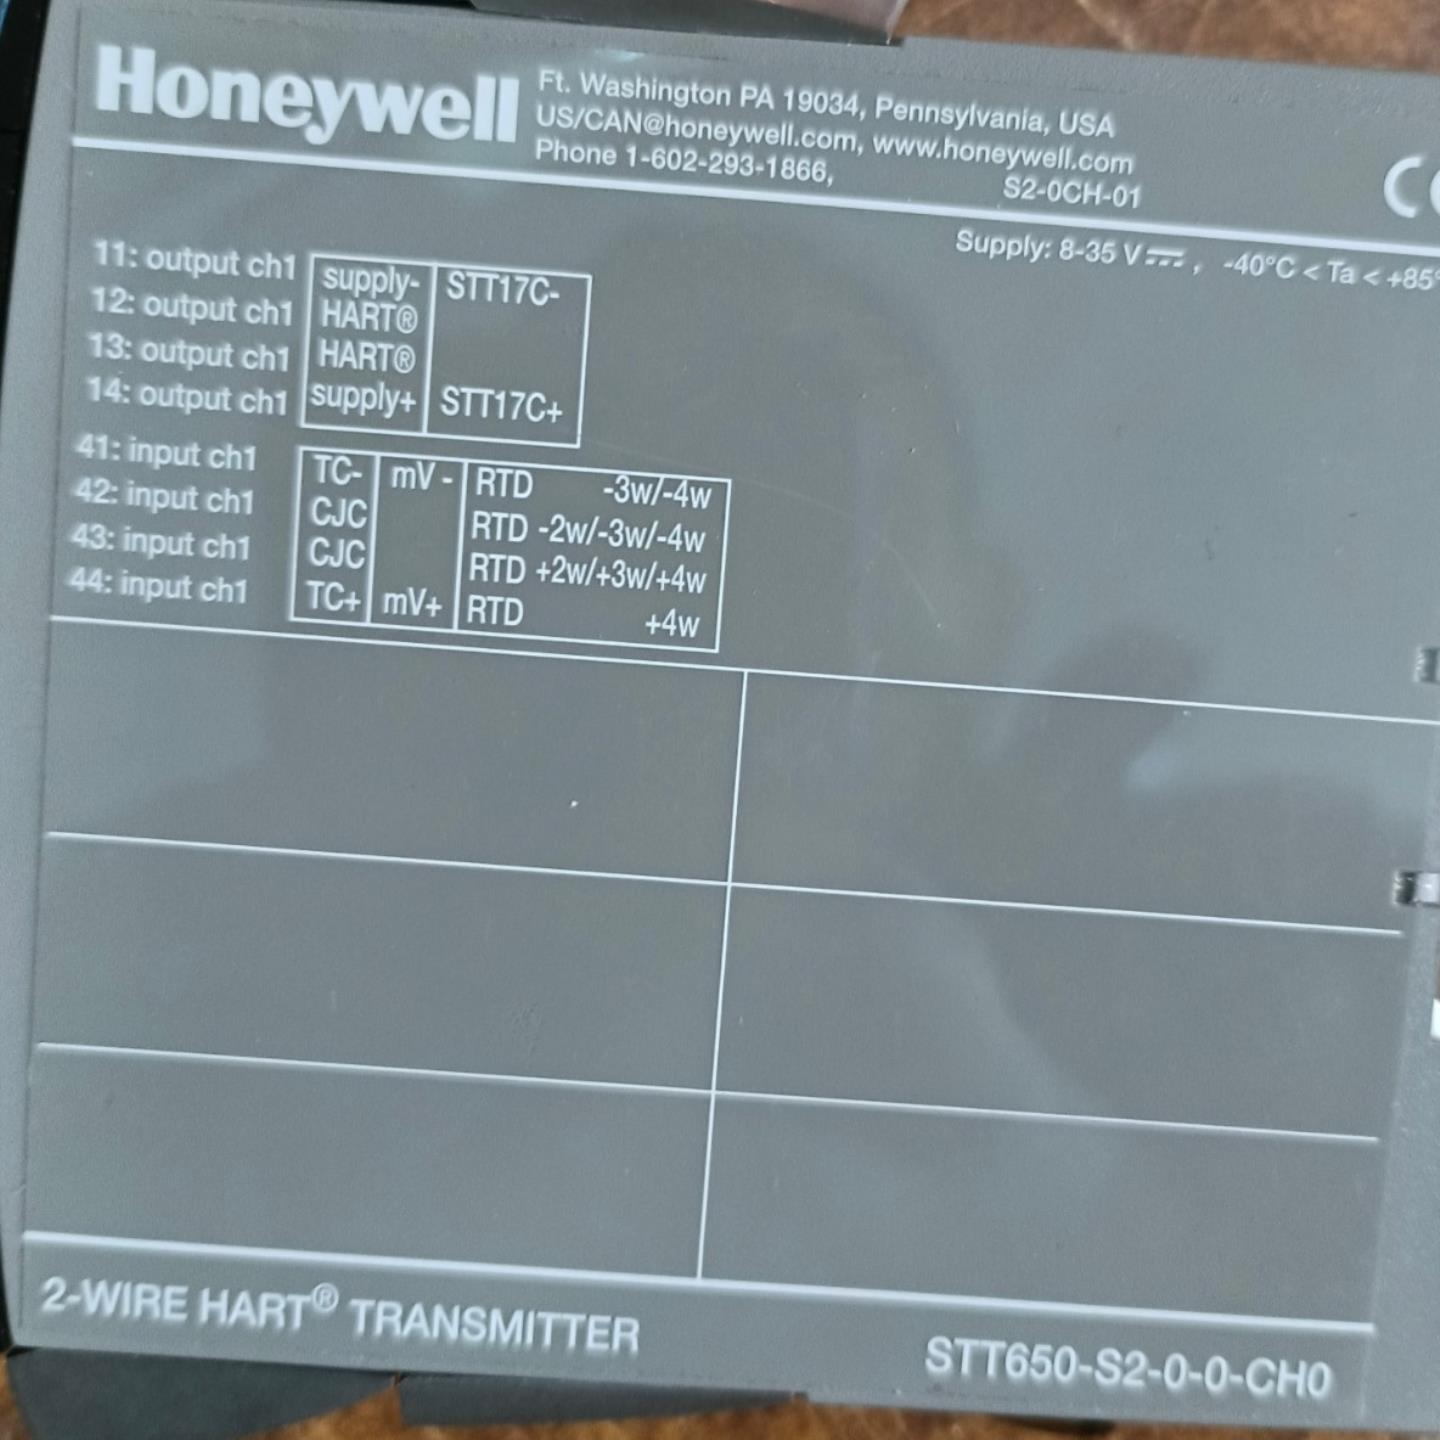 Honeywell
Ft. Washington PA 19034, Pennsylvania, USA
US/CAN@honeywell.com, www.honeywell.com
Phone 1-602-293-1866,
S2-0CH-01
Supply: 8-35 V ⎓ , -40°C < Ta < +85°
11: output ch1 supply- STT17C-
12: output ch1 HART®
13: output ch1 HART®
14: output ch1 supply+ STT17C+
41: input ch1 TC- mV - RTD -3w/-4w
42: input ch1 CJC RTD -2w/-3w/-4w
43: input ch1 CJC RTD +2w/+3w/+4w
44: input ch1 TC+ mV+ RTD +4w
2-WIRE HART® TRANSMITTER
STT650-S2-0-0-CH0